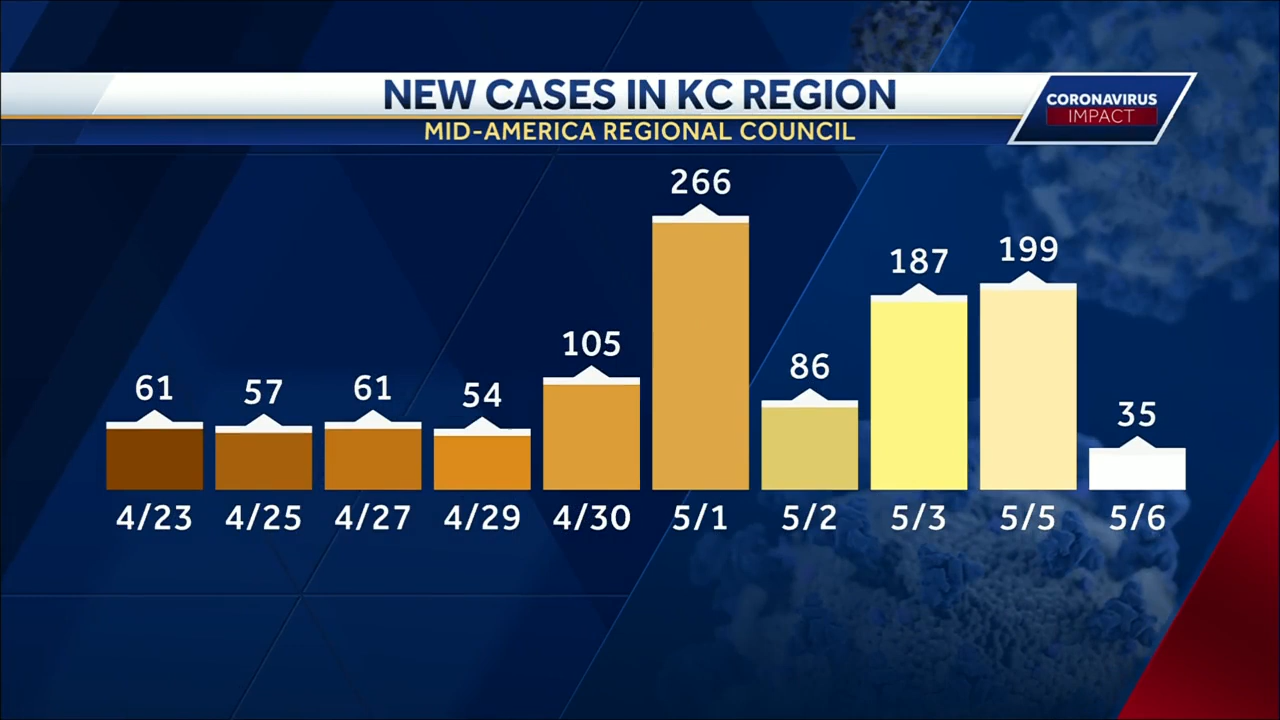 NEW CASES IN KC REGION
MID-AMERICA REGIONAL COUNCIL
CORONAVIRUS
IMPACT
61 57 61 54 105 266 86 187 199 35
4/23 4/25 4/27 4/29 4/30 5/1 5/2 5/3 5/5 5/6